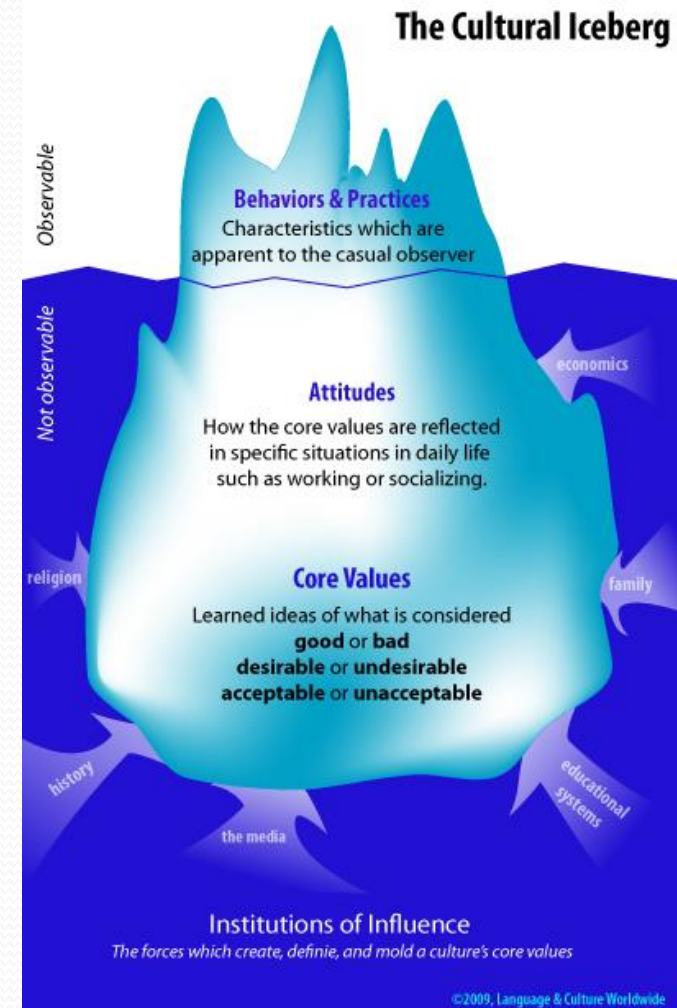 The Cultural Iceberg
Observable
Behaviors & Practices
Characteristics which are
apparent to the casual observer
Not observable
economics
Attitudes
How the core values are reflected
in specific situations in daily life
such as working or socializing.
religion
family
Core Values
Learned ideas of what is considered
good or bad
desirable or undesirable
acceptable or unacceptable
history
the media
educational
systems
Institutions of Influence
The forces which create, definie, and mold a culture's core values
©2009, Language & Culture Worldwide